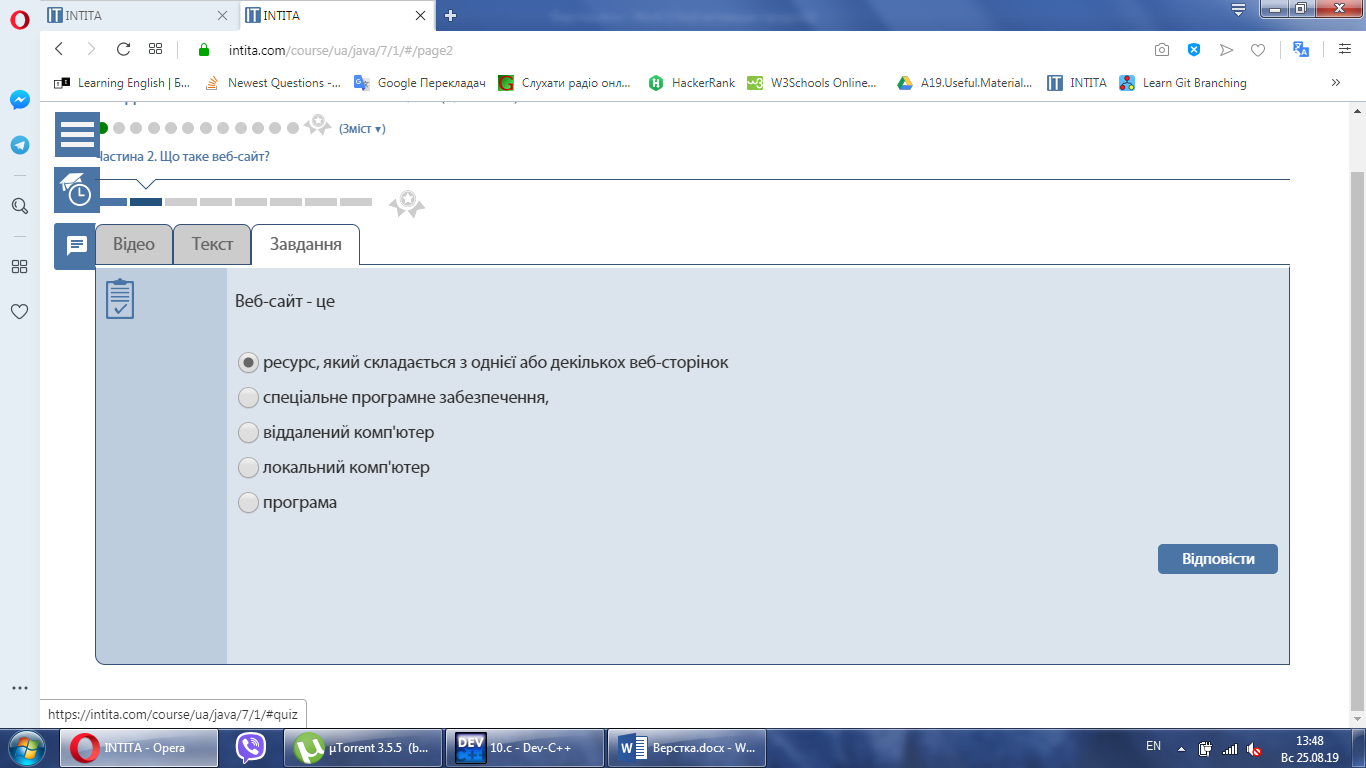 INTITA
INTITA
intita.com/course/ua/java/7/1/#/page2
Learning English | Б...
Newest Questions -...
Google Перекладач
Слухати радіо онл...
HackerRank
W3Schools Online...
A19.Useful.Material...
INTITA
Learn Git Branching
(Зміст ▾)
Частина 2. Що таке веб-сайт?
Відео
Текст
Завдання
Веб-сайт - це
ресурс, який складається з однієї або декількох веб-сторінок
спеціальне програмне забезпечення,
віддалений комп'ютер
локальний комп'ютер
програма
Відповісти
https://intita.com/course/ua/java/7/1/#quiz
INTITA - Opera
µTorrent 3.5.5 (b...
DEV
10.c - Dev-C++
Верстка.docx - W...
EN
13:48
Вс 25.08.19